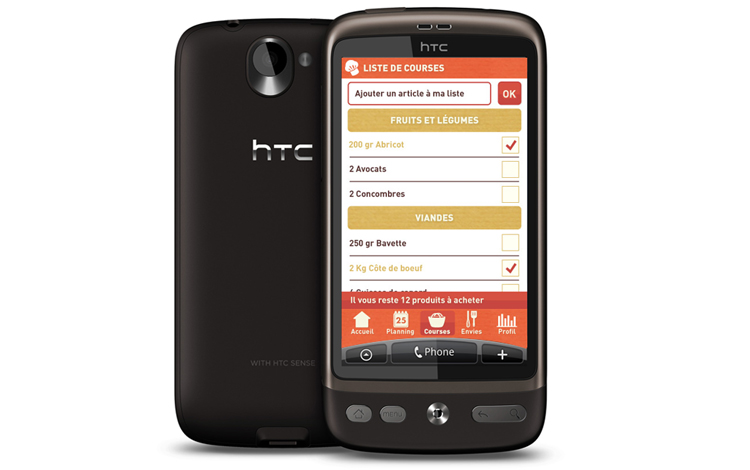 hTC
WITH HTC SENSE
hTC
LISTE DE COURSES
Ajouter un article à ma liste
OK
FRUITS ET LÉGUMES
200 gr Abricot
2 Avocats
2 Concombres
VIANDES
250 gr Bavette
2 Kg Côte de boeuf
Il vous reste 12 produits à acheter
25
Accueil Planning Courses Envies Profil
Phone
menu